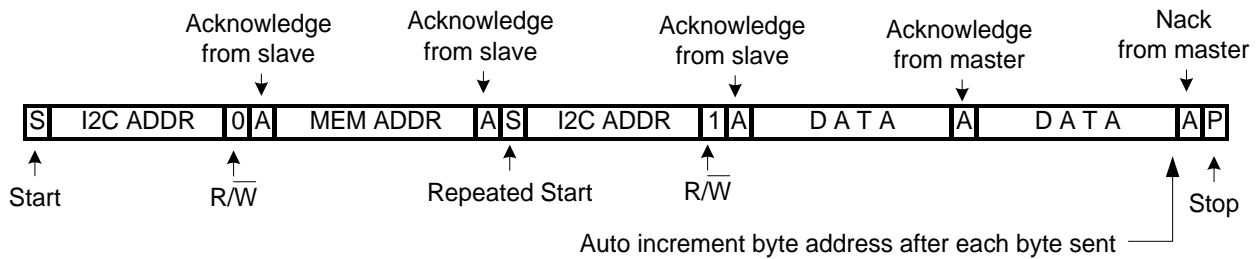 Acknowledge
from slave
Acknowledge
from slave
Acknowledge
from slave
Acknowledge
from master
Nack
from master
S I2C ADDR 0 A MEM ADDR A S I2C ADDR 1 A D A T A A D A T A A P
Start
R/W̅
Repeated Start
R/W̅
Stop
Auto increment byte address after each byte sent